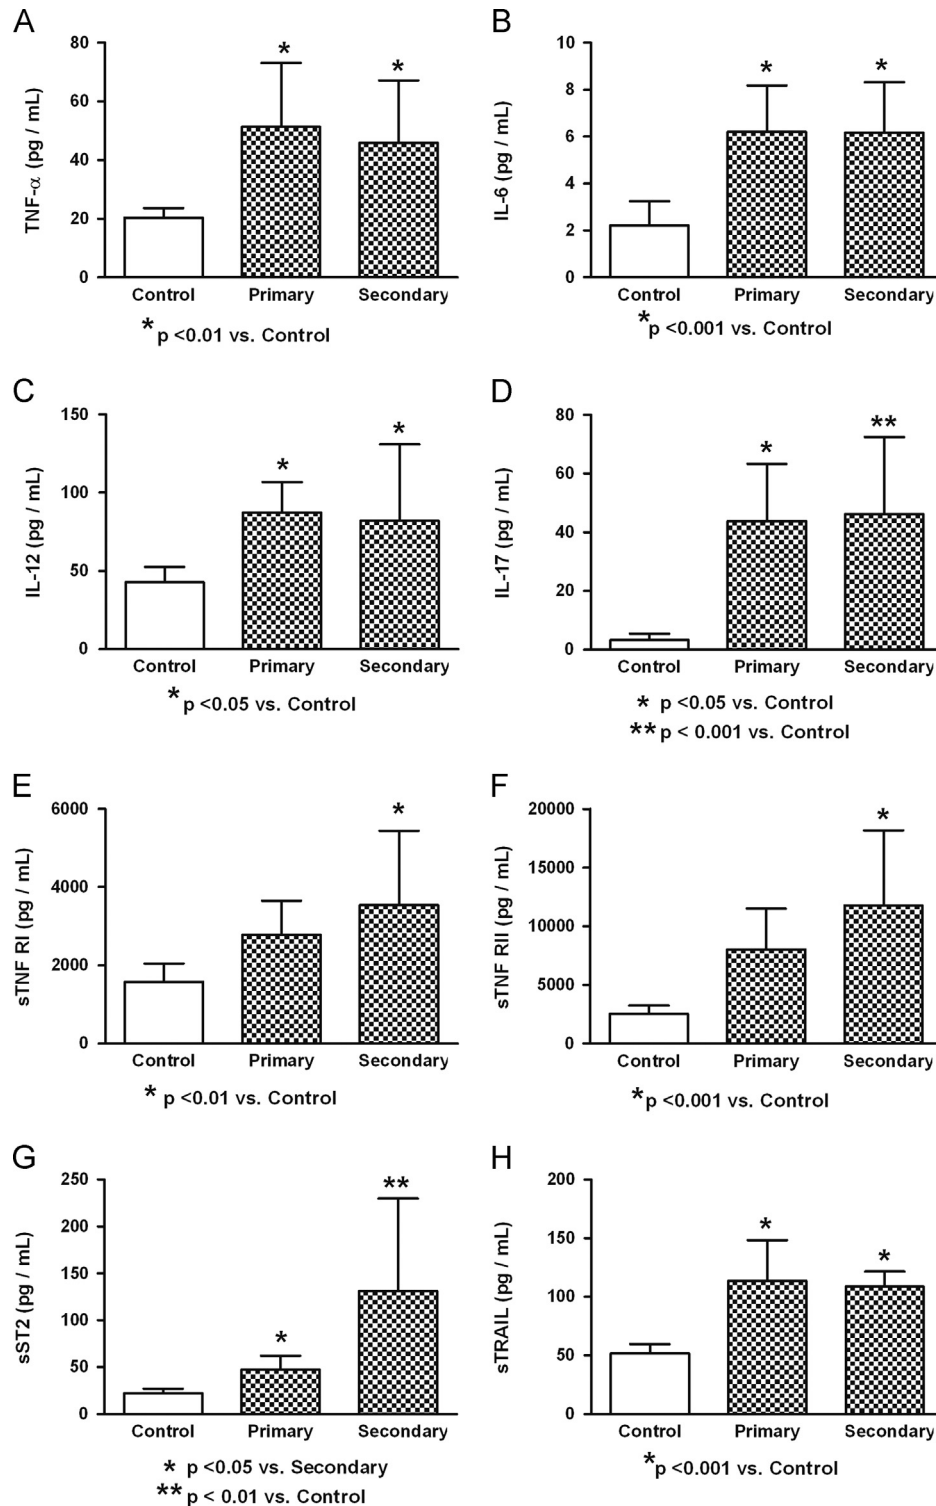 A
TNF-α (pg / mL)
80
60
40
20
0
*
*
Control Primary Secondary
* p <0.01 vs. Control
B
IL-6 (pg / mL)
10
8
6
4
2
0
*
*
Control Primary Secondary
*p <0.001 vs. Control
C
IL-12 (pg / mL)
150
100
50
0
*
*
Control Primary Secondary
* p <0.05 vs. Control
D
IL-17 (pg / mL)
80
60
40
20
0
*
**
Control Primary Secondary
* p <0.05 vs. Control
** p < 0.001 vs. Control
E
sTNF RI (pg / mL)
6000
4000
2000
0
*
Control Primary Secondary
* p <0.01 vs. Control
F
sTNF RII (pg / mL)
20000
15000
10000
5000
0
*
Control Primary Secondary
*p <0.001 vs. Control
G
sST2 (pg / mL)
250
200
150
100
50
0
*
**
Control Primary Secondary
* p <0.05 vs. Secondary
** p < 0.01 vs. Control
H
sTRAIL (pg / mL)
200
150
100
50
0
*
*
Control Primary Secondary
*p <0.001 vs. Control